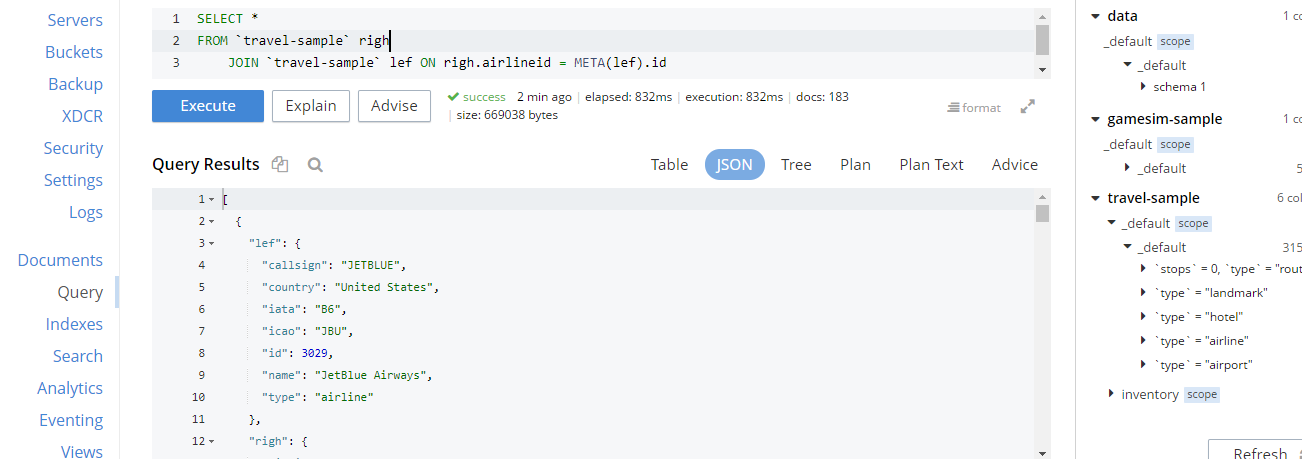 Servers
Buckets
Backup
XDCR
Security
Settings
Logs
Documents
Query
Indexes
Search
Analytics
Eventing
Views
1 SELECT *
2 FROM `travel-sample` righ
3 JOIN `travel-sample` lef ON righ.airlineid = META(lef).id
Execute Explain Advise success 2 min ago | elapsed: 832ms | execution: 832ms | docs: 183
| size: 669038 bytes
format
Query Results Table JSON Tree Plan Plan Text Advice
1 [
2 {
3 "lef": {
4 "callsign": "JETBLUE",
5 "country": "United States",
6 "iata": "B6",
7 "icao": "JBU",
8 "id": 3029,
9 "name": "JetBlue Airways",
10 "type": "airline"
11 },
12 "righ": {
data 1 co
_default scope
_default
schema 1
gamesim-sample 1 co
_default scope
_default 5
travel-sample 6 col
_default scope
_default 315
`stops` = 0, `type` = "rout
`type` = "landmark"
`type` = "hotel"
`type` = "airline"
`type` = "airport"
inventory scope
Refresh